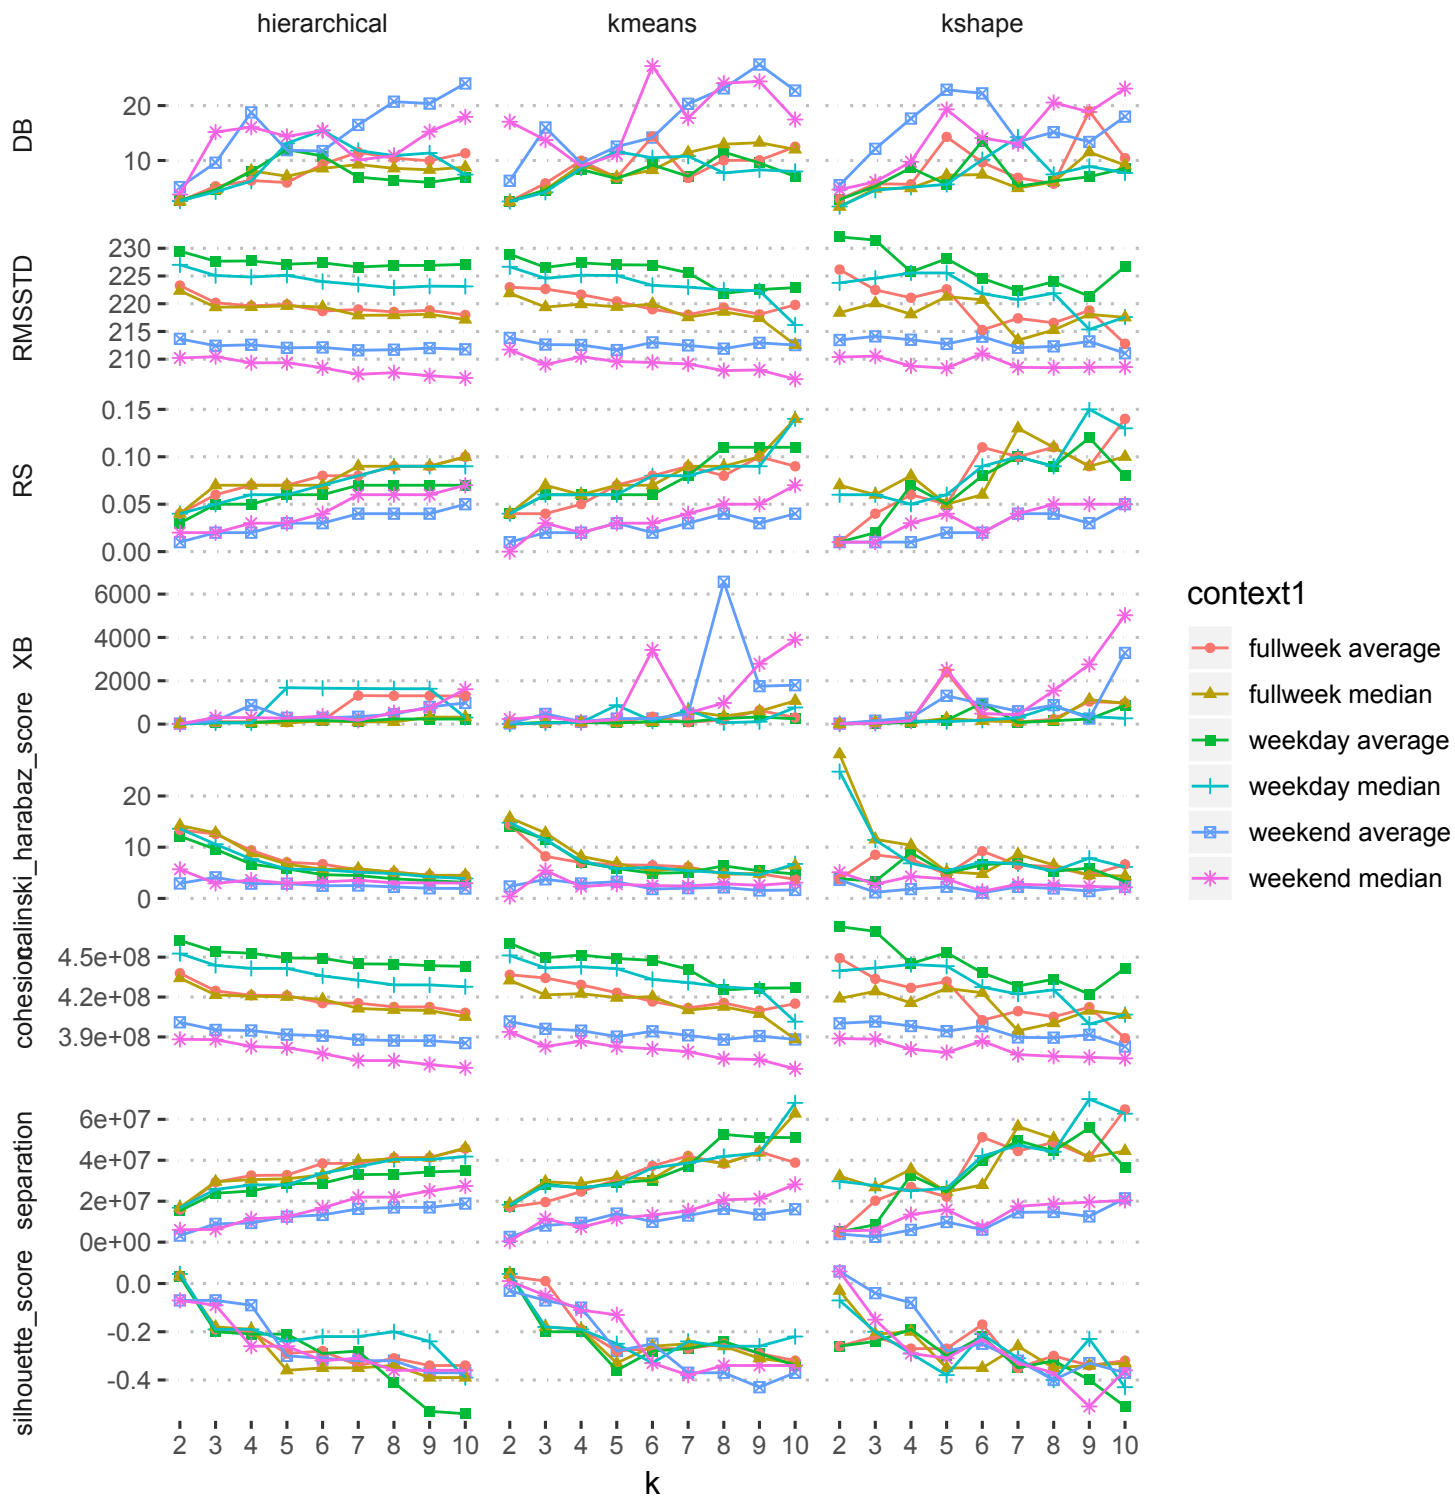 hierarchical kmeans kshape
DB
20
10
RMSSTD
230
225
220
215
210
RS
0.15
0.10
0.05
0.00
XB
6000
4000
2000
0
calinski_harabaz_score
20
10
0
cohesion
4.5e+08
4.2e+08
3.9e+08
separation
6e+07
4e+07
2e+07
0e+00
silhouette_score
0.0
-0.2
-0.4
2 3 4 5 6 7 8 9 10 2 3 4 5 6 7 8 9 10 2 3 4 5 6 7 8 9 10
k
context1
fullweek average
fullweek median
weekday average
weekday median
weekend average
weekend median